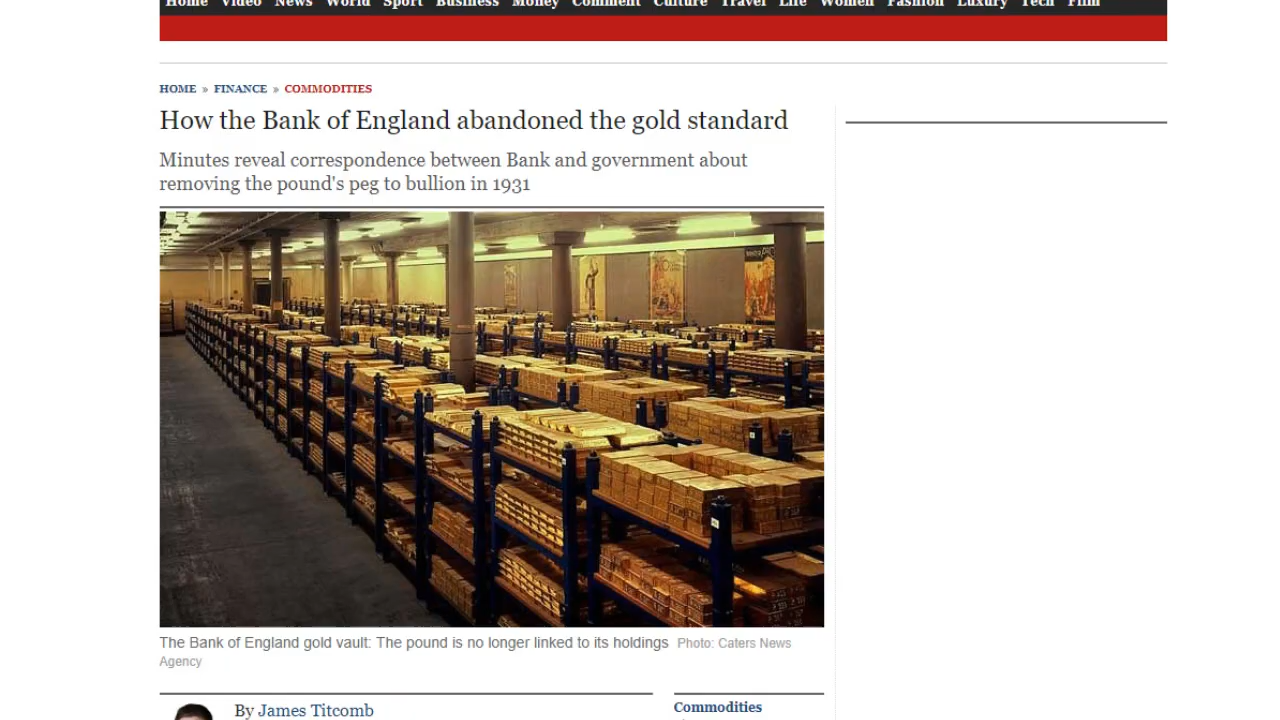 Home Video News World Sport Business Money Comment Culture Travel Life Women Fashion Luxury Tech Film
HOME » FINANCE » COMMODITIES
How the Bank of England abandoned the gold standard
Minutes reveal correspondence between Bank and government about
removing the pound's peg to bullion in 1931
The Bank of England gold vault: The pound is no longer linked to its holdings Photo: Caters News
Agency
By James Titcomb
Commodities